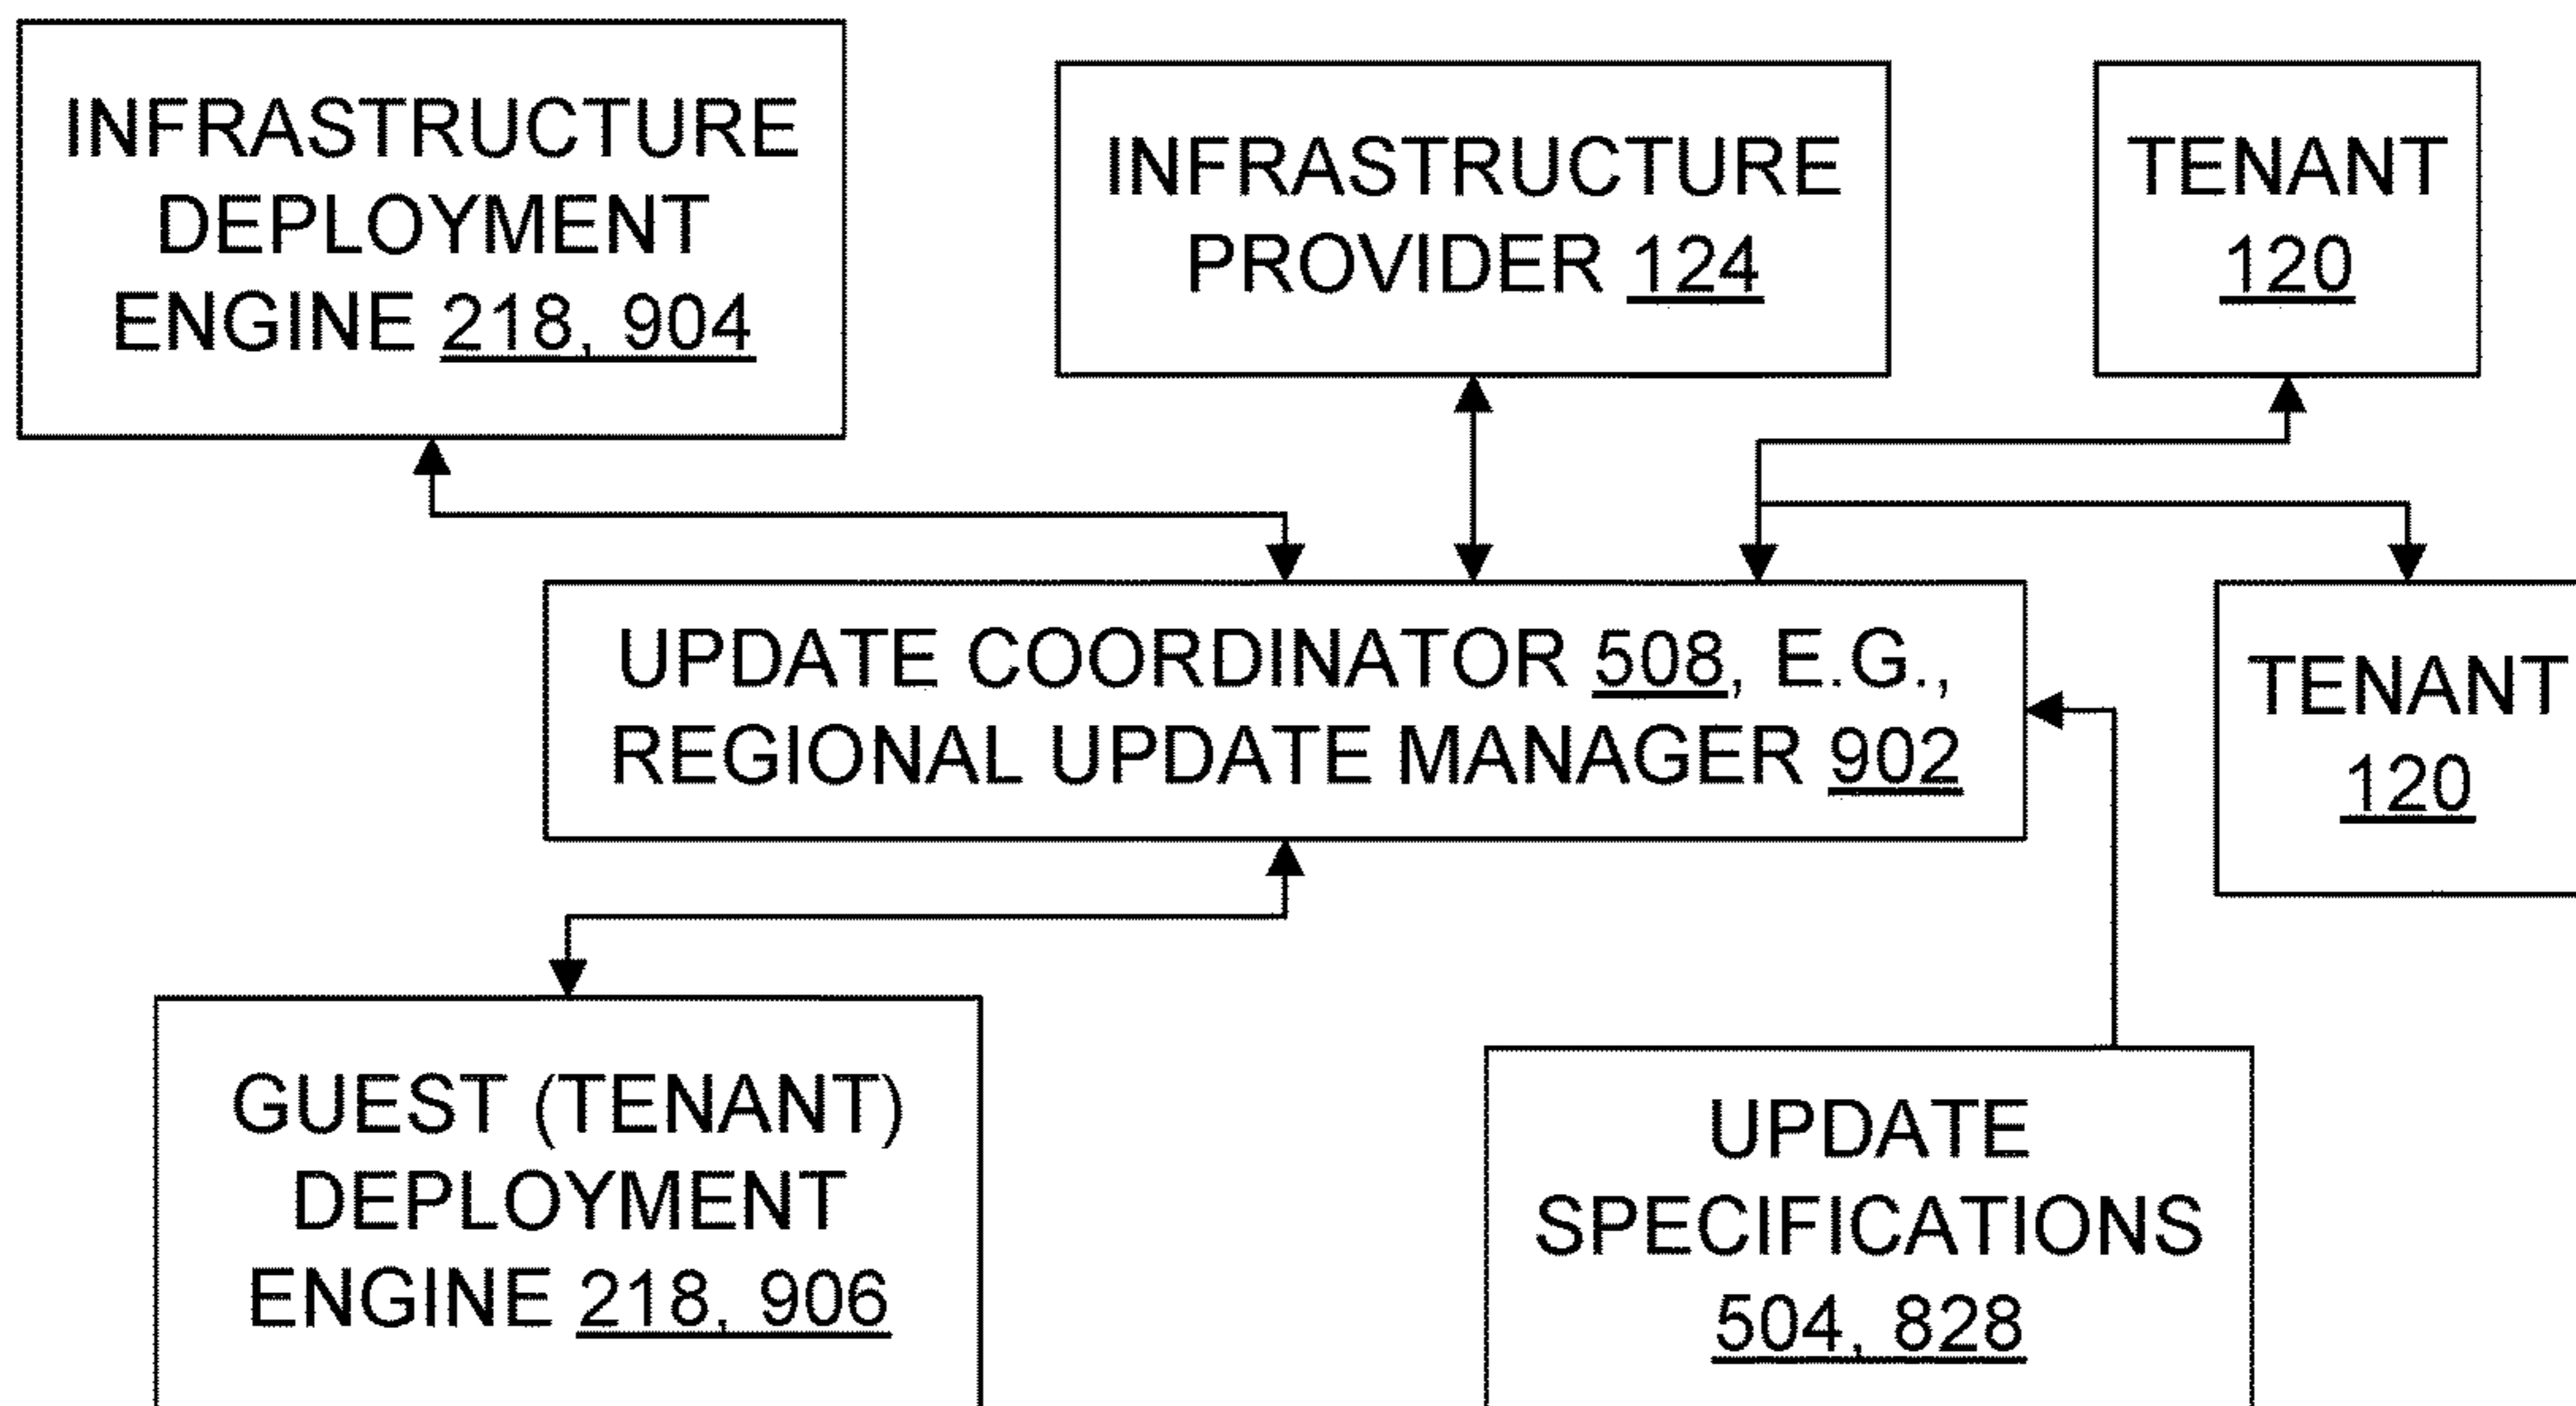 INFRASTRUCTURE
DEPLOYMENT
ENGINE 218, 904
INFRASTRUCTURE
PROVIDER 124
TENANT
120
UPDATE COORDINATOR 508, E.G.,
REGIONAL UPDATE MANAGER 902
TENANT
120
GUEST (TENANT)
DEPLOYMENT
ENGINE 218, 906
UPDATE
SPECIFICATIONS
504, 828